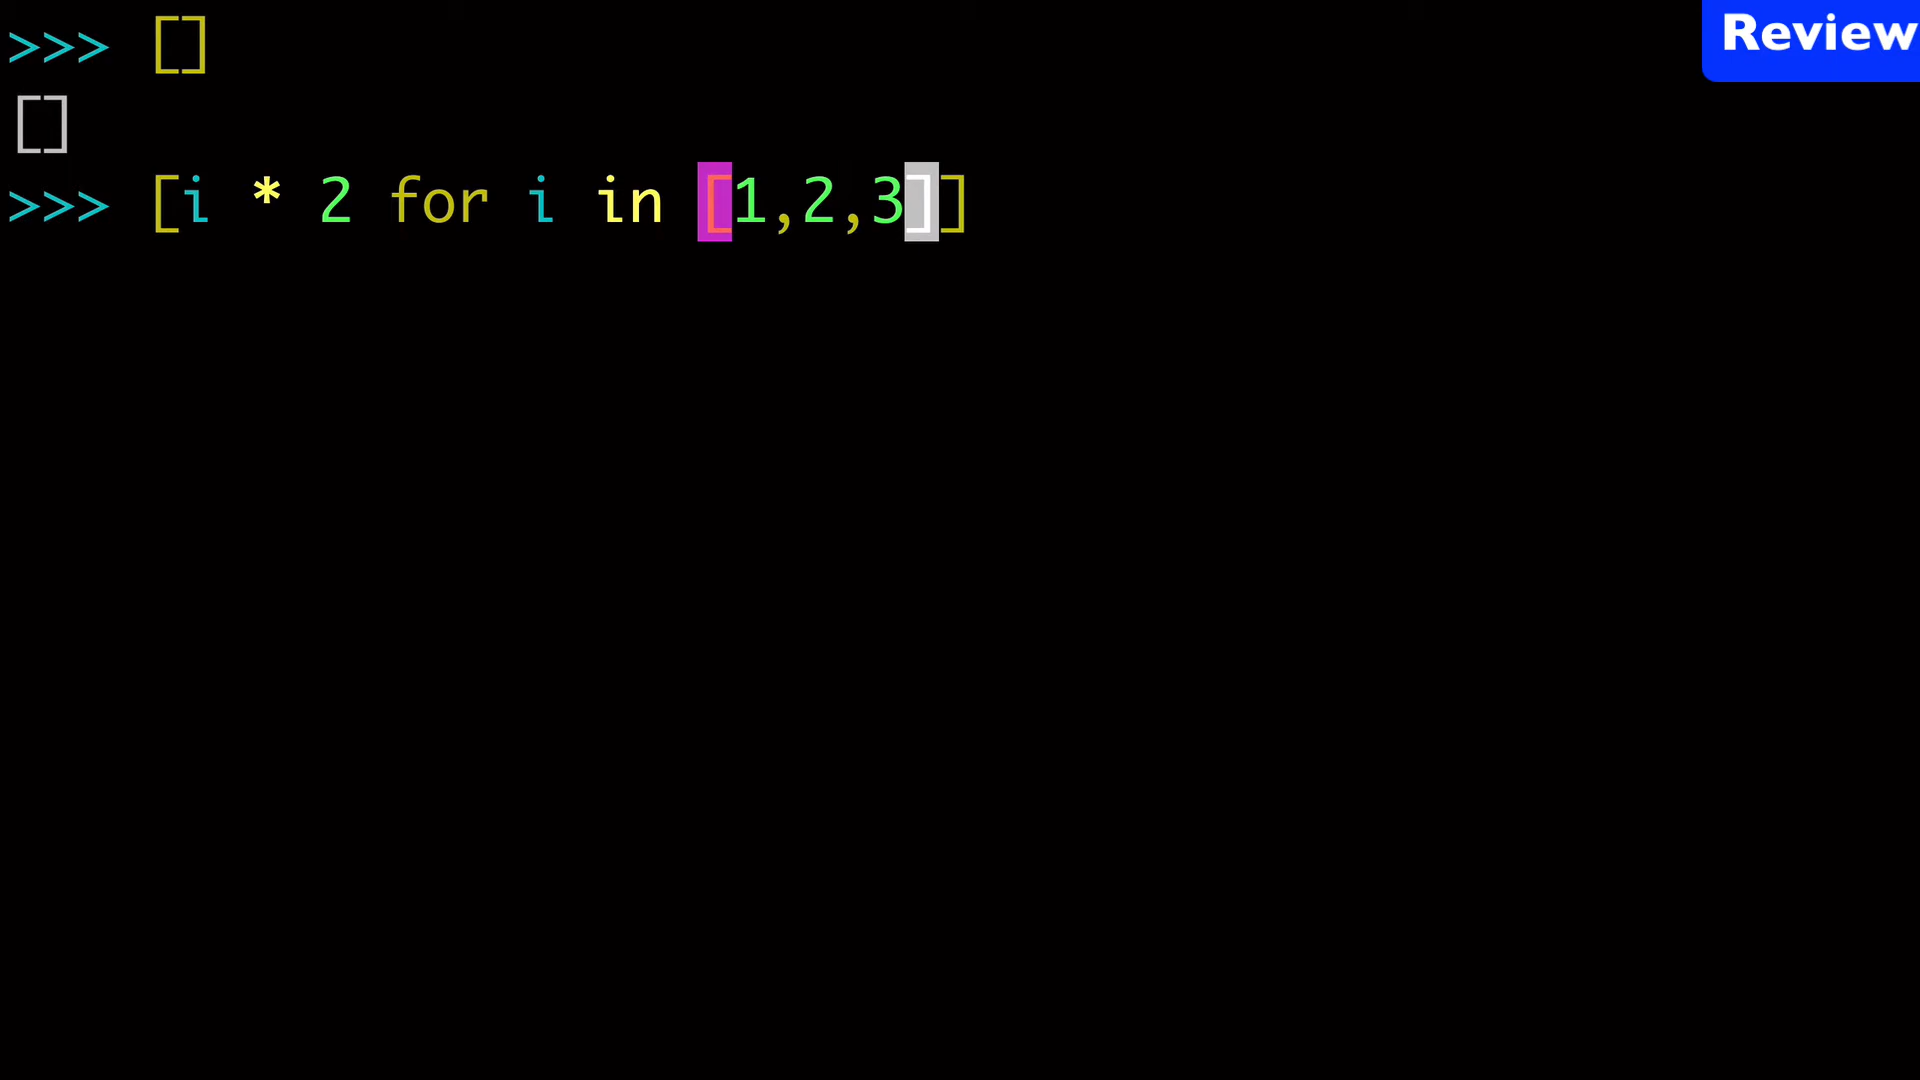 >>> []
Review
[]
>>> [i * 2 for i in [1,2,3]]